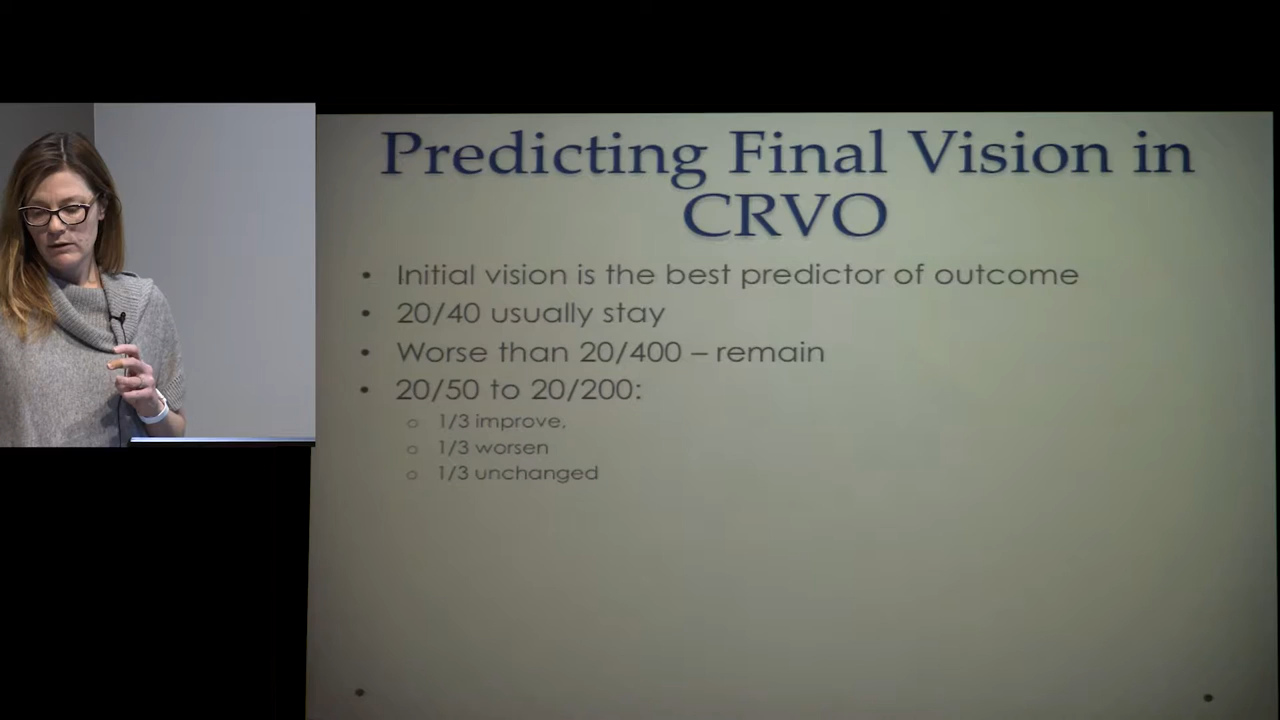 Predicting Final Vision in
CRVO
• Initial vision is the best predictor of outcome
• 20/40 usually stay
• Worse than 20/400 – remain
• 20/50 to 20/200:
o 1/3 improve,
o 1/3 worsen
o 1/3 unchanged